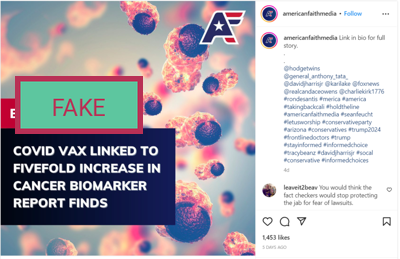 americanfaithmedia • Follow
americanfaithmedia Link in bio for full
story.
.
.
@hodgetwins
@general_anthony_tata_
@davidjharrisjr @karilake @foxnews
@realcandaceowens @charliekirk1776
#rondesantis #merica #america
#takingbackcali #holdtheline
#americanfaithmedia #seanfeucht
#letusworship #conservativeparty
#arizona #conservatives #trump2024
#frontlinedoctors #trump
#stayinformed #informedchoice
#tracybeanz #davidjharrisjr #socal
#conservative #informedchoices
4d
leaveit2beav You would think the
fact checkers would stop protecting
the jab for fear of lawsuits.
1,453 likes
5 DAYS AGO
AF
FAKE
COVID VAX LINKED TO
FIVEFOLD INCREASE IN
CANCER BIOMARKER
REPORT FINDS